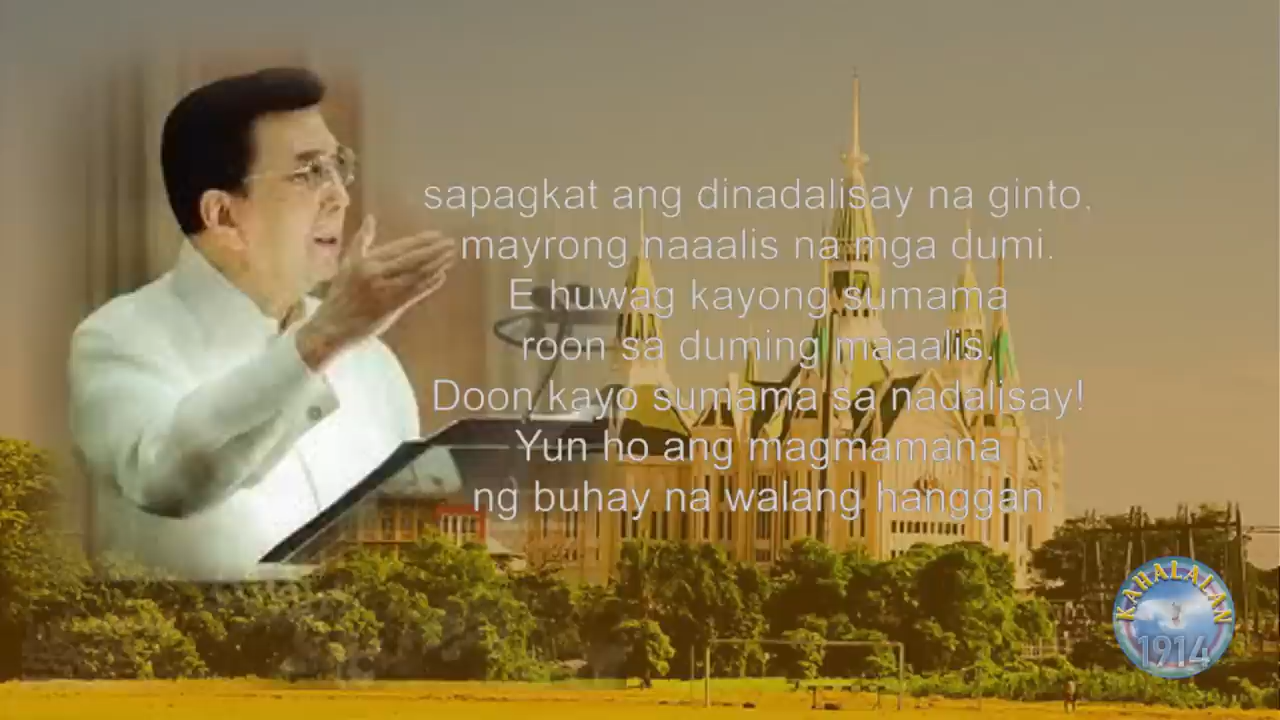 sapagkat ang dinadalisay na ginto,
mayrong naaalis na mga dumi.
E huwag kayong sumama
roon sa duming maaalis.
Doon kayo sumama sa nadalisay!
Yun ho ang magmamana
ng buhay na walang hanggan.
KAHALALAN
1914